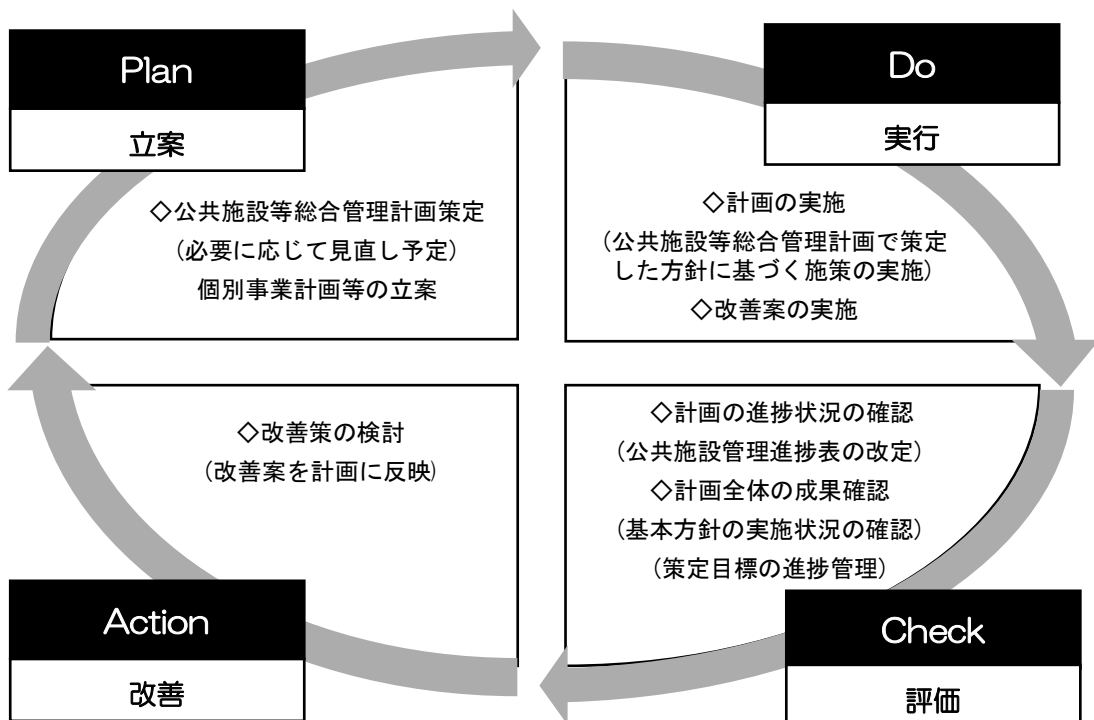 Plan
立案
◇公共施設等総合管理計画策定
(必要に応じて見直し予定)
個別事業計画等の立案
Do
実行
◇計画の実施
(公共施設等総合管理計画で策定
した方針に基づく施策の実施)
◇改善案の実施
◇計画の進捗状況の確認
(公共施設管理進捗表の改定)
◇計画全体の成果確認
(基本方針の実施状況の確認)
(策定目標の進捗管理)
Check
評価
◇改善策の検討
(改善案を計画に反映)
Action
改善